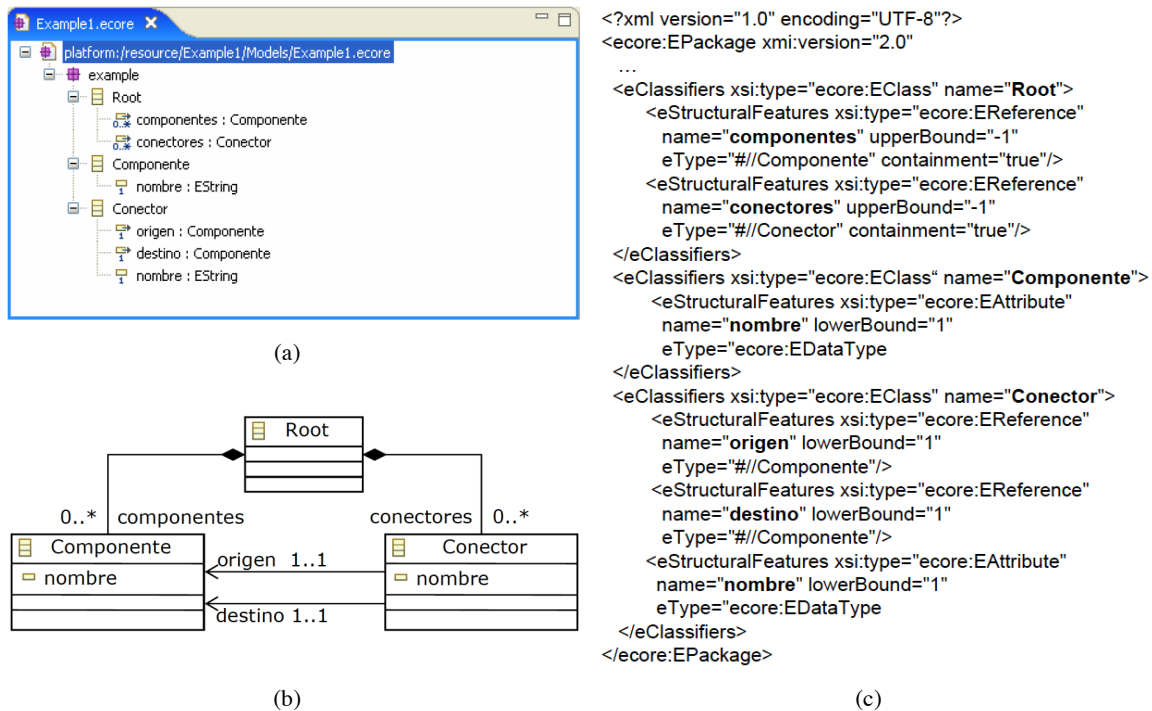 Example1.ecore
platform:/resource/Example1/Models/Example1.ecore
example
Root
0..* componentes : Componente
0..* conectores : Conector
Componente
1 nombre : EString
Conector
1 origen : Componente
1 destino : Componente
1 nombre : EString
(a)
Root
0..* componentes
conectores 0..*
Componente
nombre
Conector
nombre
origen 1..1
destino 1..1
(b)
<?xml version="1.0" encoding="UTF-8"?>
<ecore:EPackage xmi:version="2.0"
...
<eClassifiers xsi:type="ecore:EClass" name="Root">
<eStructuralFeatures xsi:type="ecore:EReference"
name="componentes" upperBound="-1"
eType="#//Componente" containment="true"/>
<eStructuralFeatures xsi:type="ecore:EReference"
name="conectores" upperBound="-1"
eType="#//Conector" containment="true"/>
</eClassifiers>
<eClassifiers xsi:type="ecore:EClass“ name="Componente">
<eStructuralFeatures xsi:type="ecore:EAttribute"
name="nombre" lowerBound="1"
eType="ecore:EDataType
</eClassifiers>
<eClassifiers xsi:type="ecore:EClass" name="Conector">
<eStructuralFeatures xsi:type="ecore:EReference"
name="origen" lowerBound="1"
eType="#//Componente"/>
<eStructuralFeatures xsi:type="ecore:EReference"
name="destino" lowerBound="1"
eType="#//Componente"/>
<eStructuralFeatures xsi:type="ecore:EAttribute"
name="nombre" lowerBound="1"
eType="ecore:EDataType
</eClassifiers>
</ecore:EPackage>
(c)